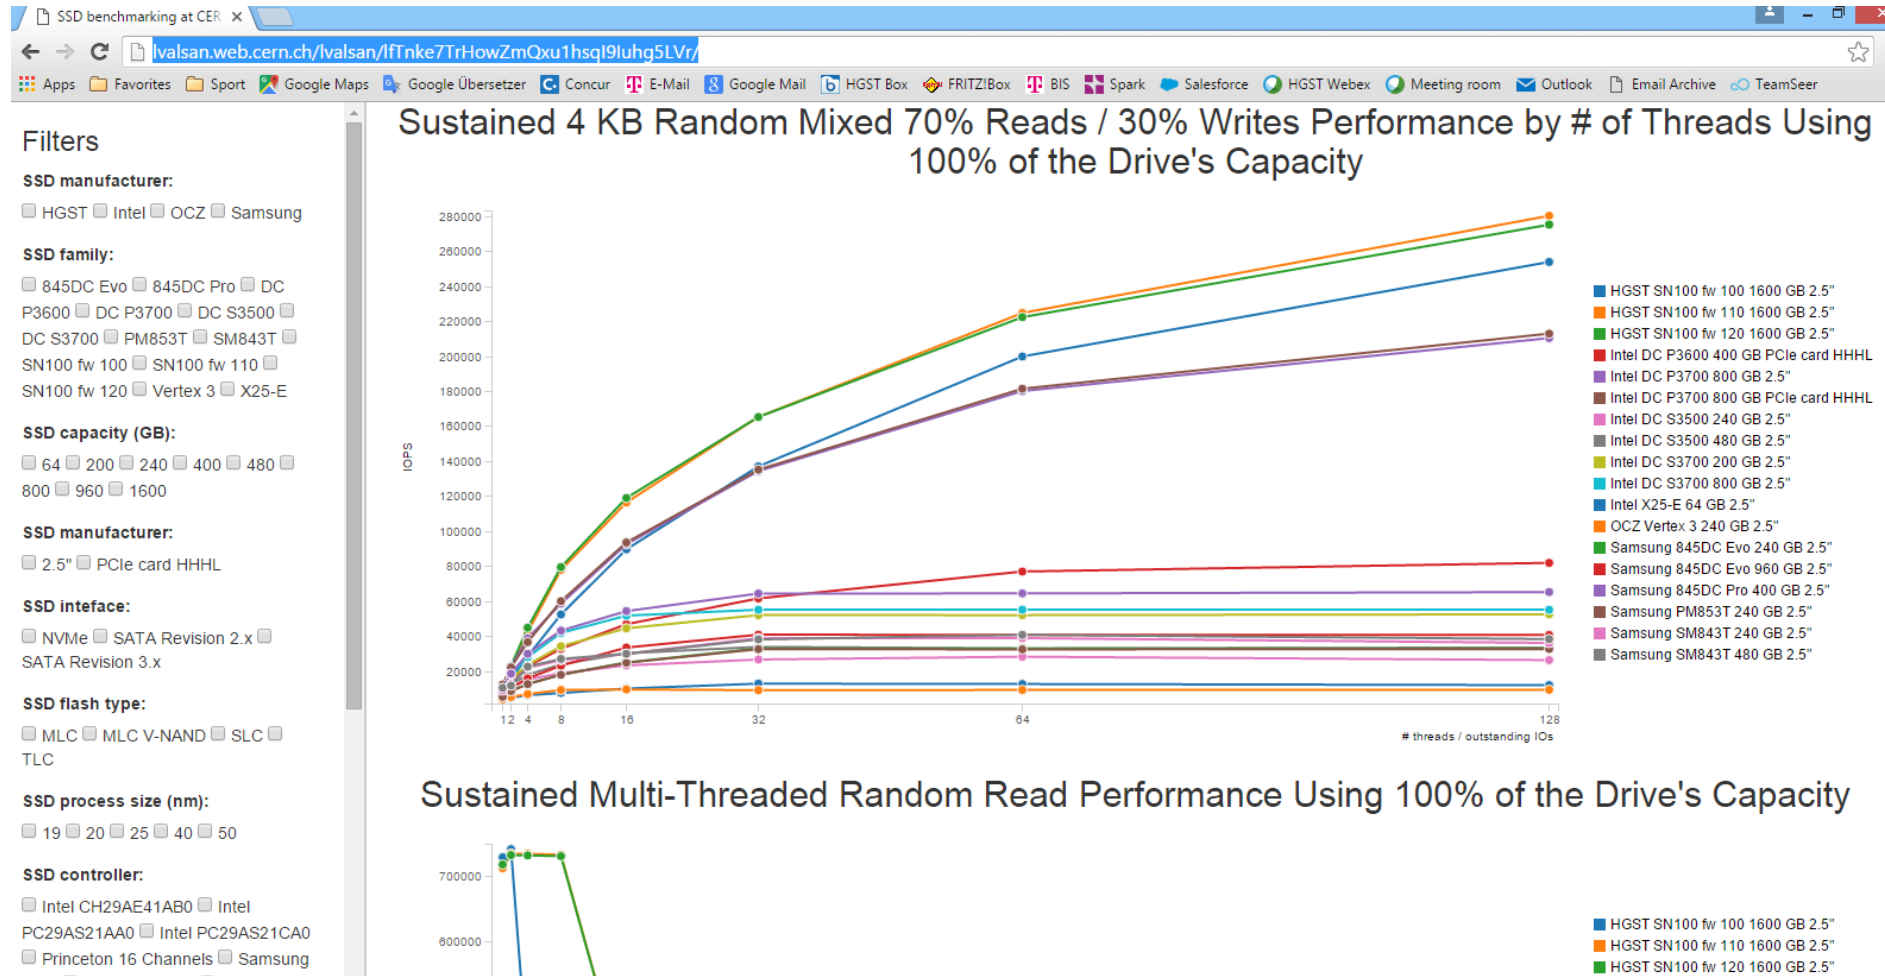 SSD benchmarking at CER
lvalsan.web.cern.ch/lvalsan/lfTnke7TrHowZmQxu1hsqI9Iuhg5LVr/
Apps Favorites Sport Google Maps Google Übersetzer Concur E-Mail Google Mail HGST Box FRITZ!Box BIS Spark Salesforce HGST Webex Meeting room Outlook Email Archive TeamSeer
Filters
SSD manufacturer:
HGST Intel OCZ Samsung
SSD family:
845DC Evo 845DC Pro DC
P3600 DC P3700 DC S3500
DC S3700 PM853T SM843T
SN100 fw 100 SN100 fw 110
SN100 fw 120 Vertex 3 X25-E
SSD capacity (GB):
64 200 240 400 480
800 960 1600
SSD manufacturer:
2.5" PCIe card HHHL
SSD inteface:
NVMe SATA Revision 2.x
SATA Revision 3.x
SSD flash type:
MLC MLC V-NAND SLC
TLC
SSD process size (nm):
19 20 25 40 50
SSD controller:
Intel CH29AE41AB0 Intel
PC29AS21AA0 Intel PC29AS21CA0
Princeton 16 Channels Samsung
Sustained 4 KB Random Mixed 70% Reads / 30% Writes Performance by # of Threads Using
100% of the Drive's Capacity
280000
260000
240000
220000
200000
180000
160000
140000
120000
100000
80000
60000
40000
20000
IOPS
1 2 4 8 16 32 64 128
# threads / outstanding IOs
HGST SN100 fw 100 1600 GB 2.5"
HGST SN100 fw 110 1600 GB 2.5"
HGST SN100 fw 120 1600 GB 2.5"
Intel DC P3600 400 GB PCIe card HHHL
Intel DC P3700 800 GB 2.5"
Intel DC P3700 800 GB PCIe card HHHL
Intel DC S3500 240 GB 2.5"
Intel DC S3500 480 GB 2.5"
Intel DC S3700 200 GB 2.5"
Intel DC S3700 800 GB 2.5"
Intel X25-E 64 GB 2.5"
OCZ Vertex 3 240 GB 2.5"
Samsung 845DC Evo 240 GB 2.5"
Samsung 845DC Evo 960 GB 2.5"
Samsung 845DC Pro 400 GB 2.5"
Samsung PM853T 240 GB 2.5"
Samsung SM843T 240 GB 2.5"
Samsung SM843T 480 GB 2.5"
Sustained Multi-Threaded Random Read Performance Using 100% of the Drive's Capacity
700000
600000
HGST SN100 fw 100 1600 GB 2.5"
HGST SN100 fw 110 1600 GB 2.5"
HGST SN100 fw 120 1600 GB 2.5"